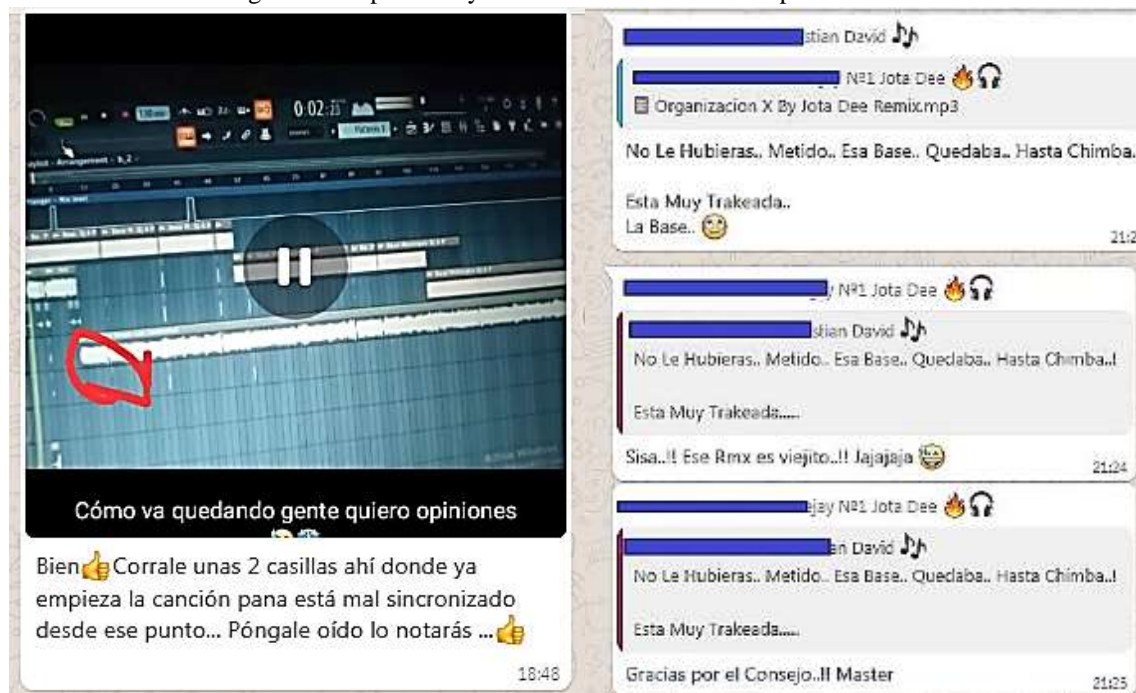 0:02:23
Cómo va quedando gente quiero opiniones
Bien👍Corrale unas 2 casillas ahí donde ya
empieza la canción pana está mal sincronizado
desde ese punto... Póngale oído lo notarás ...👍
18:48
stian David
Nº1 Jota Dee 🔥🎧
Organizacion X By Jota Dee Remix.mp3
No Le Hubieras.. Metido.. Esa Base.. Quedaba.. Hasta Chimba.
Esta Muy Trakeada..
La Base..
y Nº1 Jota Dee 🔥🎧
stian David
No Le Hubieras.. Metido.. Esa Base.. Quedaba.. Hasta Chimba..!
Esta Muy Trakeada.....
Sisa..!! Ese Rmx es viejito..!! Jajajaja
21:24
ejay Nº1 Jota Dee 🔥🎧
an David
No Le Hubieras.. Metido.. Esa Base.. Quedaba.. Hasta Chimba..!
Esta Muy Trakeada.....
Gracias por el Consejo..!! Master
21:25